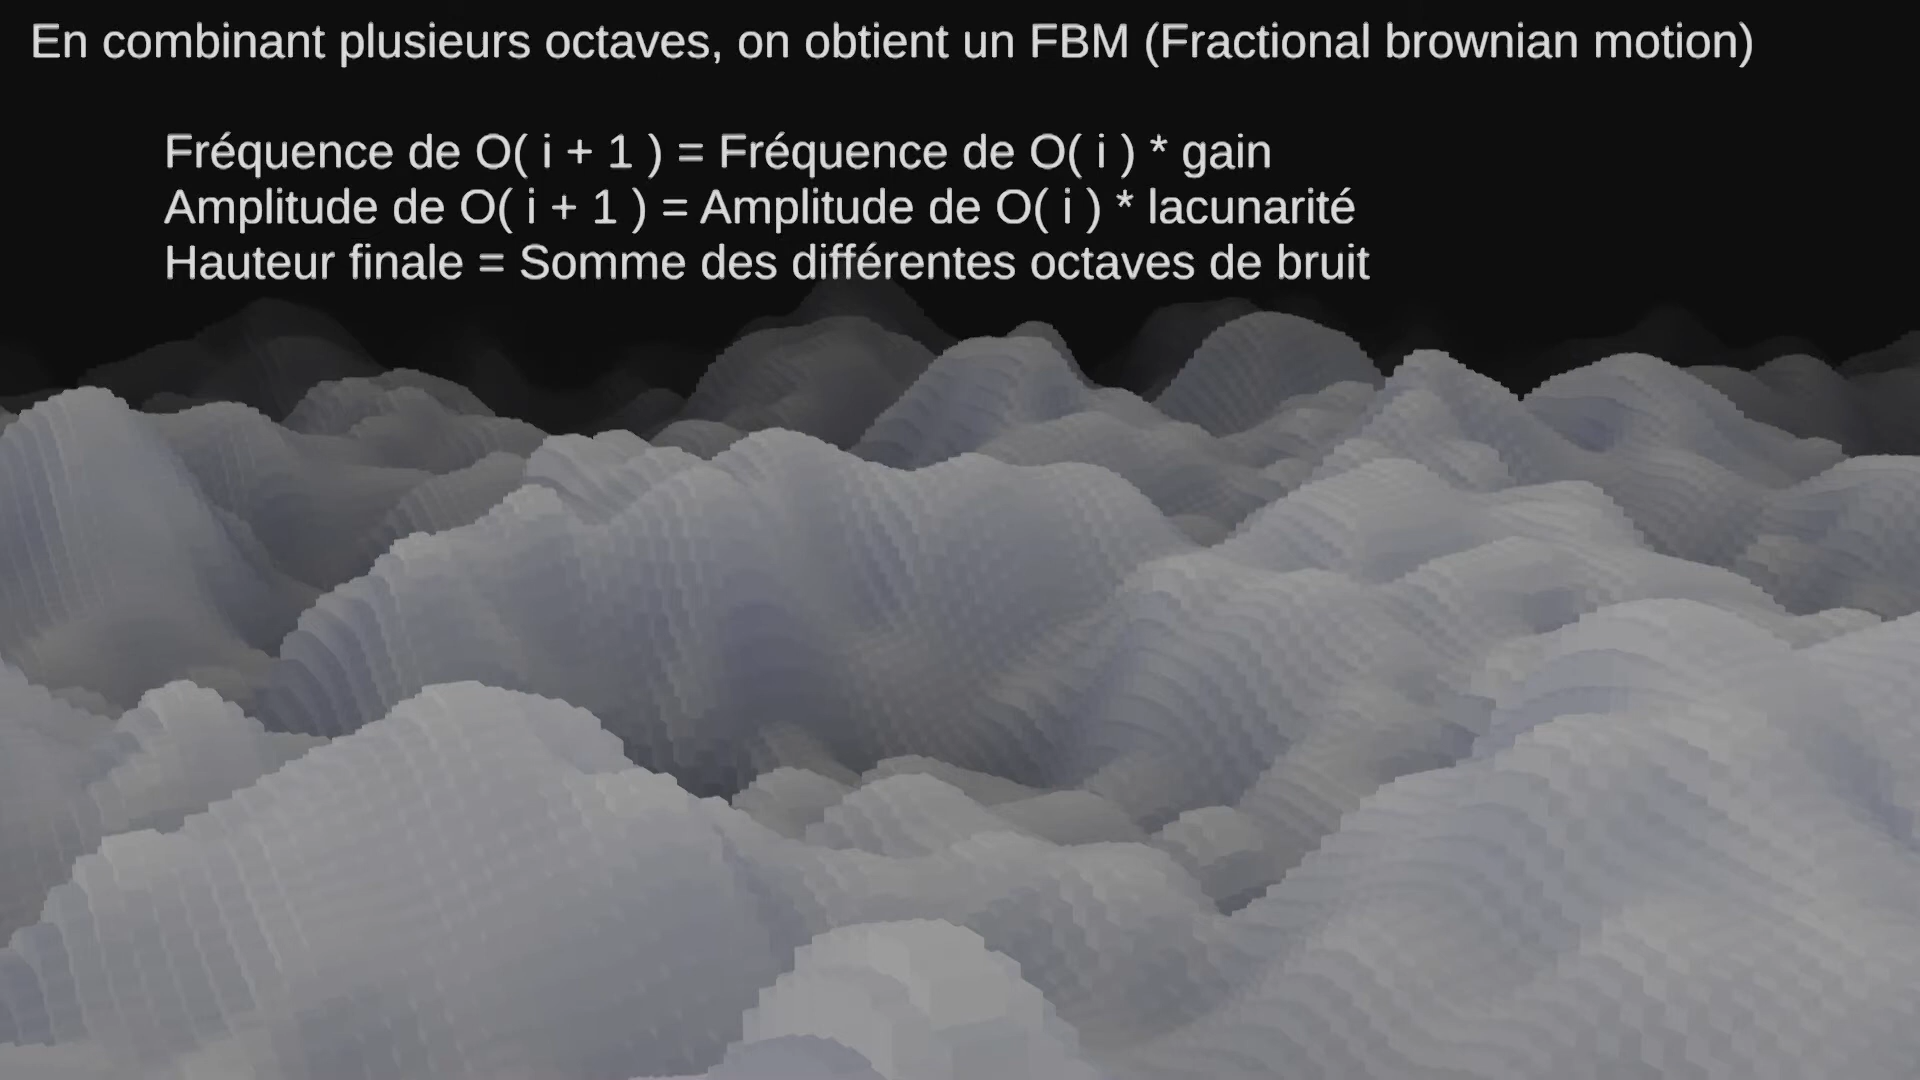 En combinant plusieurs octaves, on obtient un FBM (Fractional brownian motion)
Fréquence de O( i + 1 ) = Fréquence de O( i ) * gain
Amplitude de O( i + 1 ) = Amplitude de O( i ) * lacunarité
Hauteur finale = Somme des différentes octaves de bruit